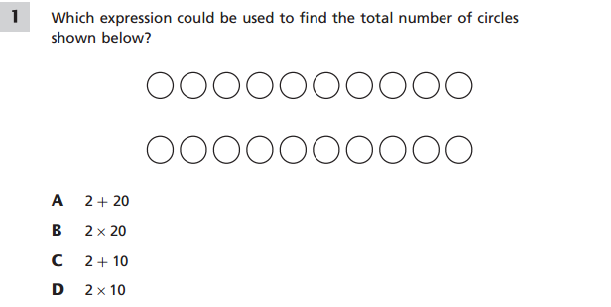 1 Which expression could be used to find the total number of circles
shown below?
A 2 + 20
B 2 × 20
C 2 + 10
D 2 × 10